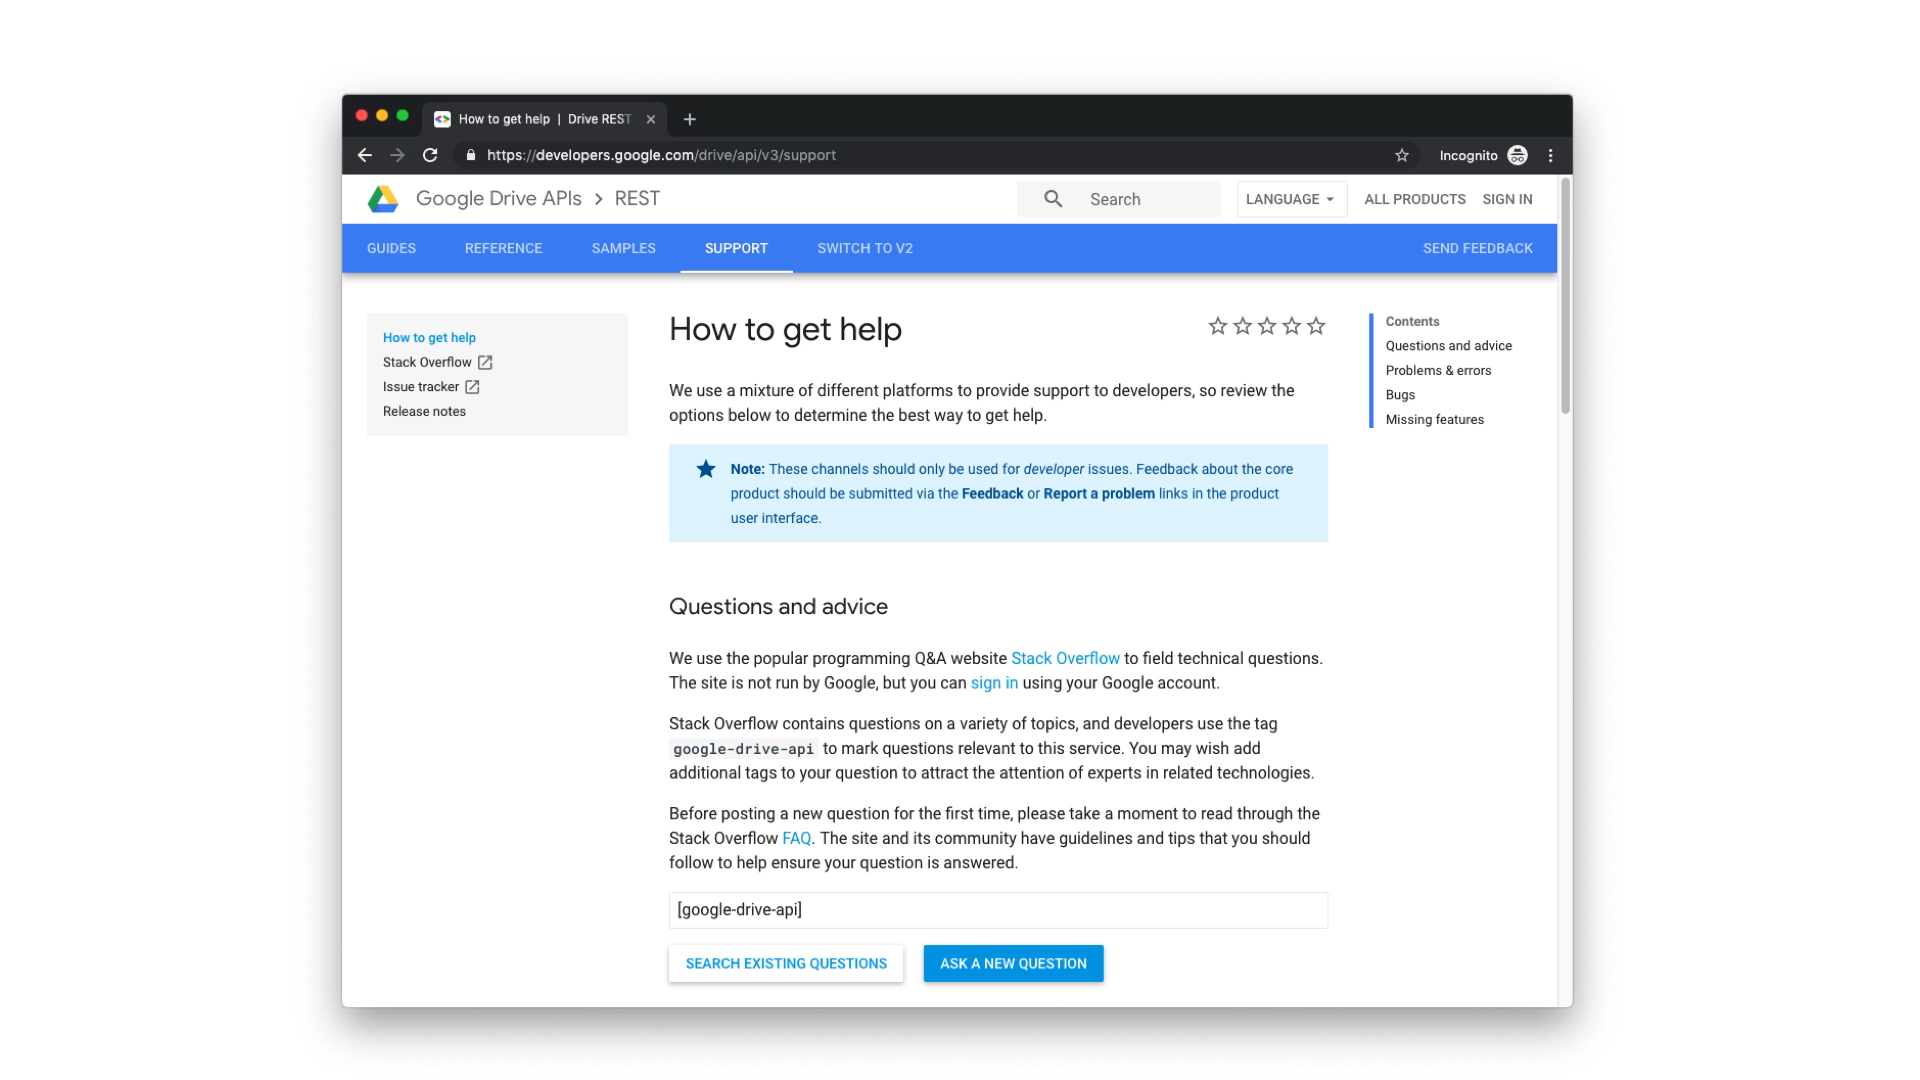 How to get help | Drive REST
https://developers.google.com/drive/api/v3/support
Incognito
Google Drive APIs > REST
Search
LANGUAGE
ALL PRODUCTS
SIGN IN
GUIDES
REFERENCE
SAMPLES
SUPPORT
SWITCH TO V2
SEND FEEDBACK
How to get help
Stack Overflow
Issue tracker
Release notes
How to get help
We use a mixture of different platforms to provide support to developers, so review the
options below to determine the best way to get help.
Note: These channels should only be used for developer issues. Feedback about the core
product should be submitted via the Feedback or Report a problem links in the product
user interface.
Questions and advice
We use the popular programming Q&A website Stack Overflow to field technical questions.
The site is not run by Google, but you can sign in using your Google account.
Stack Overflow contains questions on a variety of topics, and developers use the tag
google-drive-api to mark questions relevant to this service. You may wish add
additional tags to your question to attract the attention of experts in related technologies.
Before posting a new question for the first time, please take a moment to read through the
Stack Overflow FAQ. The site and its community have guidelines and tips that you should
follow to help ensure your question is answered.
[google-drive-api]
SEARCH EXISTING QUESTIONS
ASK A NEW QUESTION
Contents
Questions and advice
Problems & errors
Bugs
Missing features